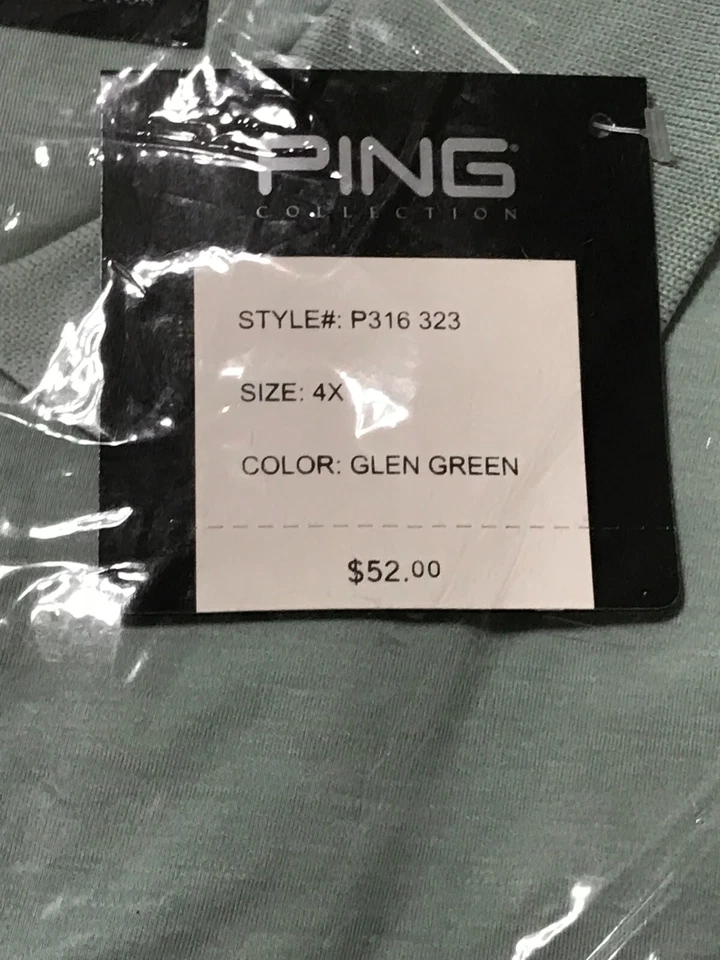 PING
COLLECTION
STYLE#: P316 323
SIZE: 4X
COLOR: GLEN GREEN
$52.00